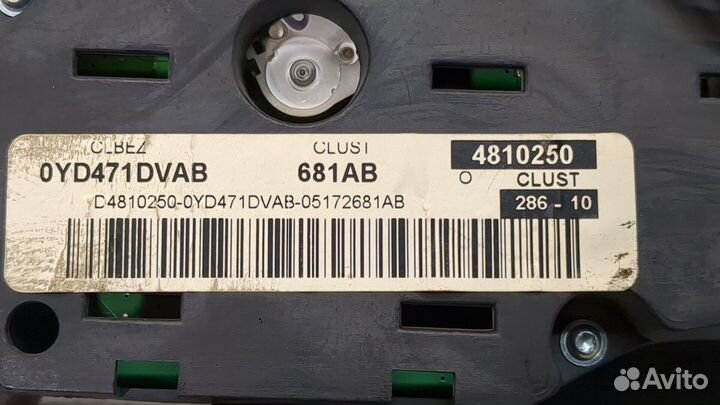 CLBEZ CLUST 4810250
0YD471DVAB 681AB O CLUST
D4810250-0YD471DVAB-05172681AB 286 - 10
Avito